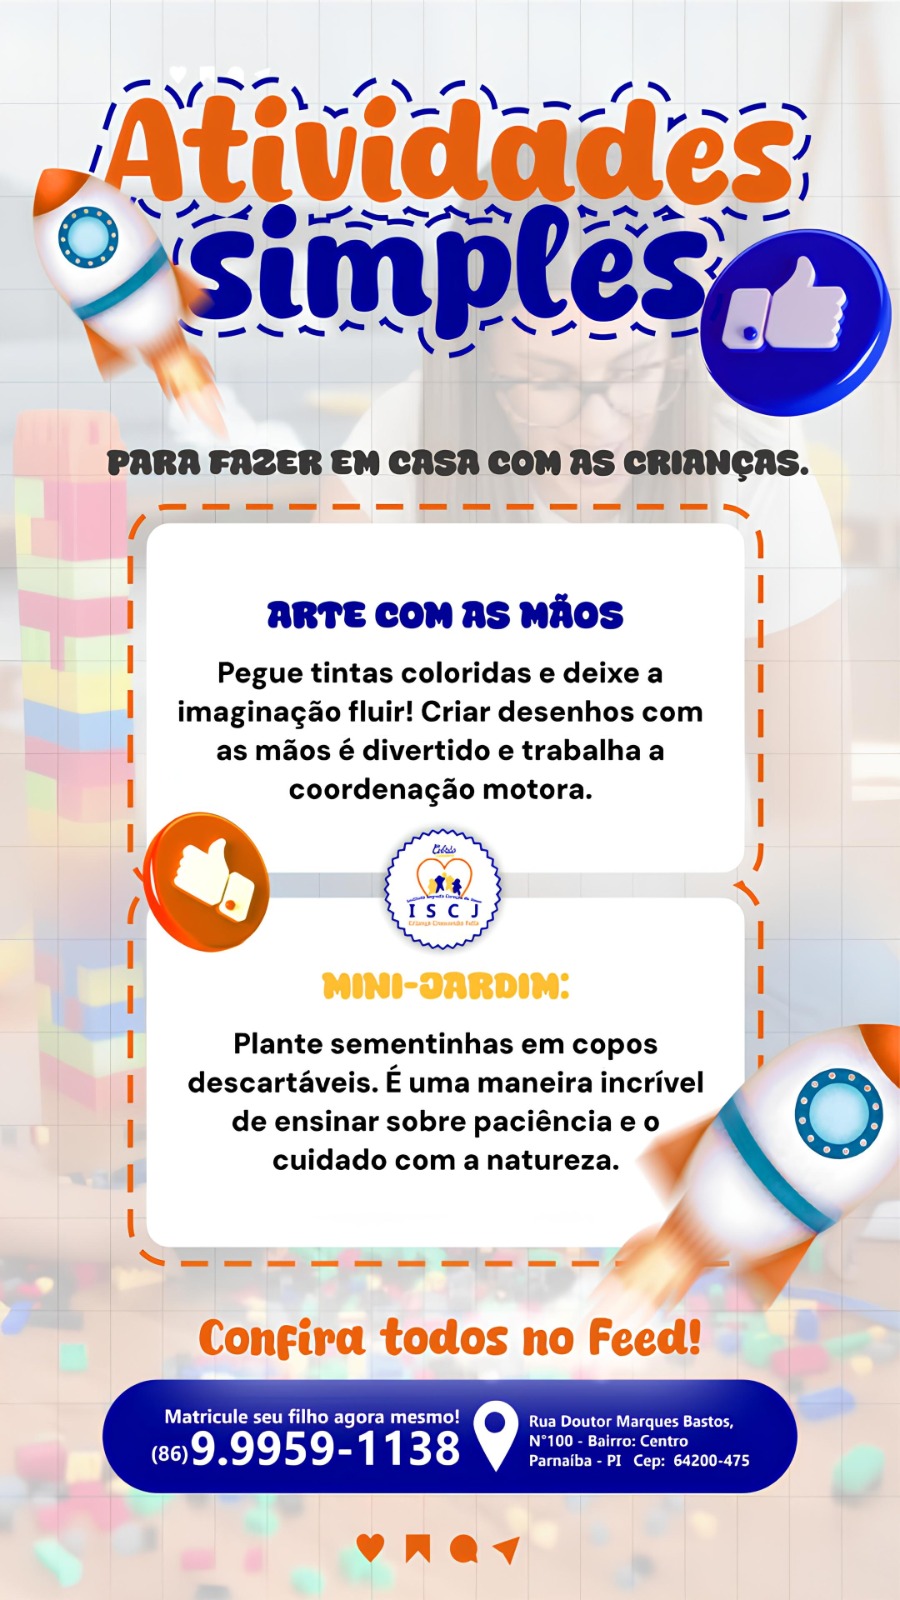 Atividades
simples
PARA FAZER EM CASA COM AS CRIANÇAS.
ARTE COM AS MÃOS
Pegue tintas coloridas e deixe a
imaginação fluir! Criar desenhos com
as mãos é divertido e trabalha a
coordenação motora.
ISCJ
Criança Crescendo Feliz
MINI-JARDIM:
Plante sementinhas em copos
descartáveis. É uma maneira incrível
de ensinar sobre paciência e o
cuidado com a natureza.
Confira todos no Feed!
Matricule seu filho agora mesmo!
(86)9.9959-1138
Rua Doutor Marques Bastos,
N°100 - Bairro: Centro
Parnaíba - PI Cep: 64200-475